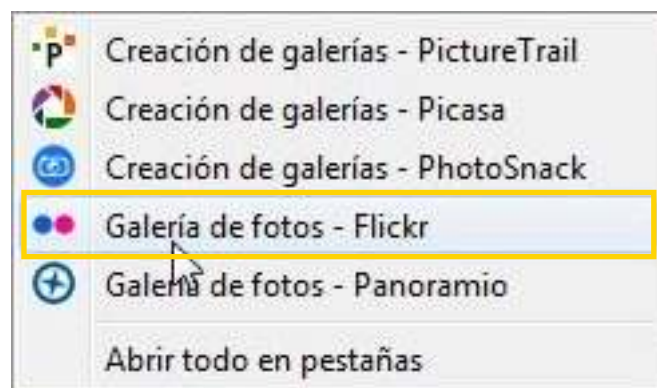 Creación de galerías - PictureTrail
Creación de galerías - Picasa
Creación de galerías - PhotoSnack
Galería de fotos - Flickr
Galería de fotos - Panoramio
Abrir todo en pestañas